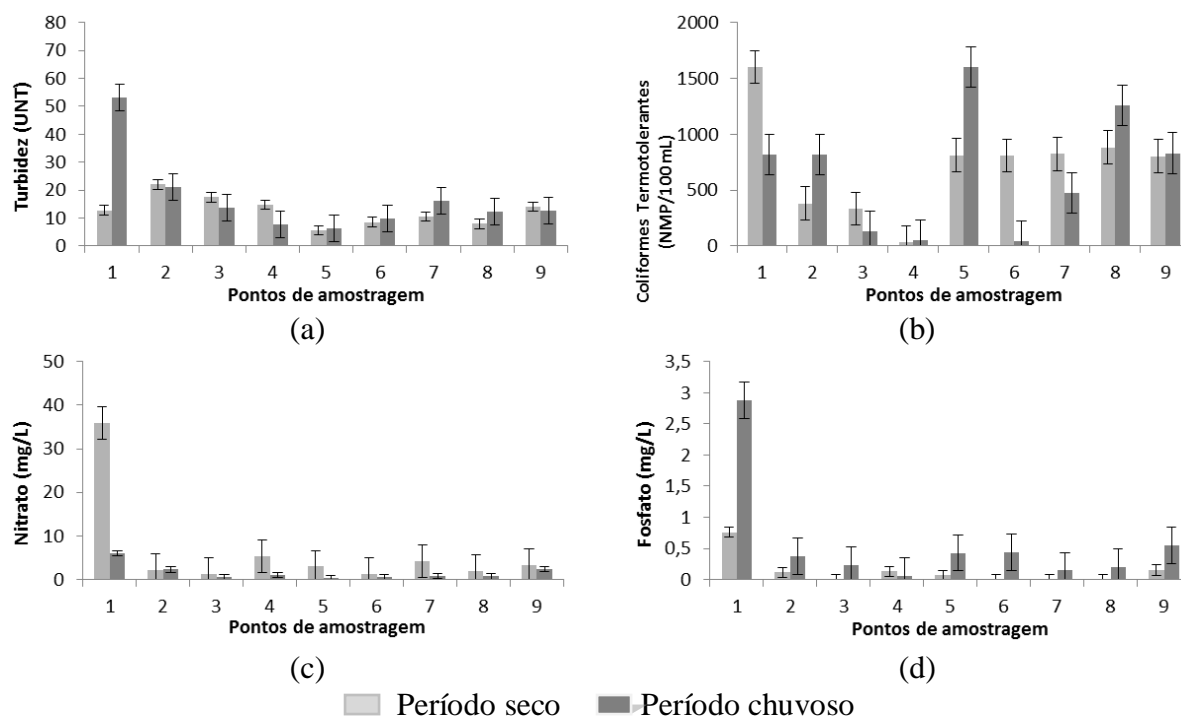 Turbidez (UNT)
80
70
60
50
40
30
20
10
0
1 2 3 4 5 6 7 8 9
Pontos de amostragem
(a)
Coliformes Termotolerantes
(NMP/100 mL)
2000
1500
1000
500
0
1 2 3 4 5 6 7 8 9
Pontos de amostragem
(b)
Nitrato (mg/L)
50
40
30
20
10
0
1 2 3 4 5 6 7 8 9
Pontos de amostragem
(c)
Fosfato (mg/L)
3,5
3
2,5
2
1,5
1
0,5
0
1 2 3 4 5 6 7 8 9
Pontos de amostragem
(d)
Período seco Período chuvoso